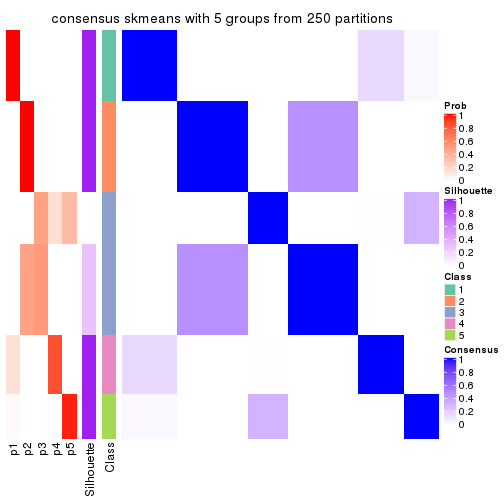 consensus skmeans with 5 groups from 250 partitions
Prob
1
0.8
0.6
0.4
0.2
0
Silhouette
1
0.8
0.6
0.4
0.2
0
Class
1
2
3
4
5
Consensus
1
0.8
0.6
0.4
0.2
0
p1
p2
p3
p4
p5
Silhouette
Class